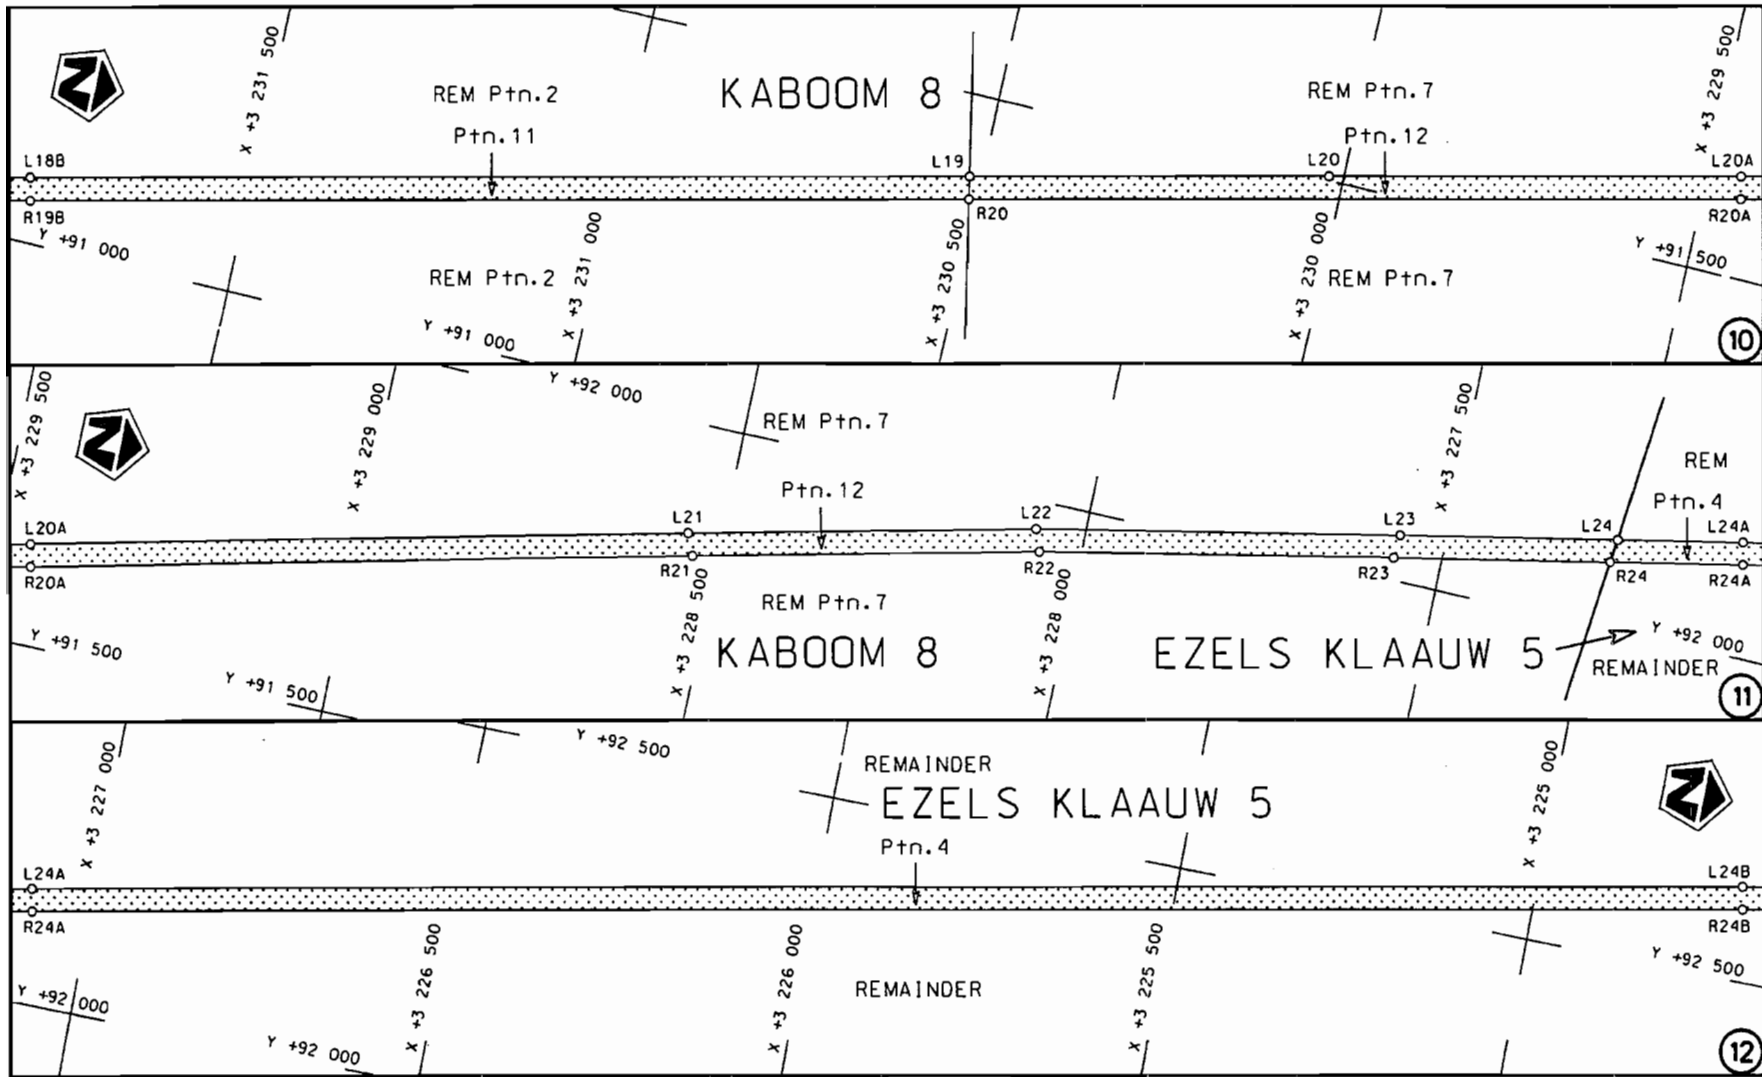 X +3 231 500
X +3 229 500
KABOOM 8
REM Ptn.2
REM Ptn.7
Ptn.11
Ptn.12
L18B
L19
L20
L20A
R19B
R20
R20A
Y +91 000
X +3 231 000
X +3 230 500
X +3 230 000
Y +91 500
REM Ptn.2
REM Ptn.7
Y +91 000
10
X +3 229 500
X +3 229 000
Y +92 000
X +3 227 500
REM Ptn.7
REM
Ptn.12
Ptn.4
L20A
L21
L22
L23
L24
L24A
R20A
R21
R22
R23
R24
R24A
X +3 228 500
X +3 228 000
REM Ptn.7
Y +91 500
KABOOM 8
EZELS KLAAUW 5
Y +92 000
REMAINDER
Y +91 500
11
X +3 227 000
Y +92 500
X +3 225 000
REMAINDER
EZELS KLAAUW 5
Ptn.4
L24A
L24B
R24A
R24B
X +3 226 500
X +3 226 000
X +3 225 500
Y +92 500
REMAINDER
Y +92 000
Y +92 000
12